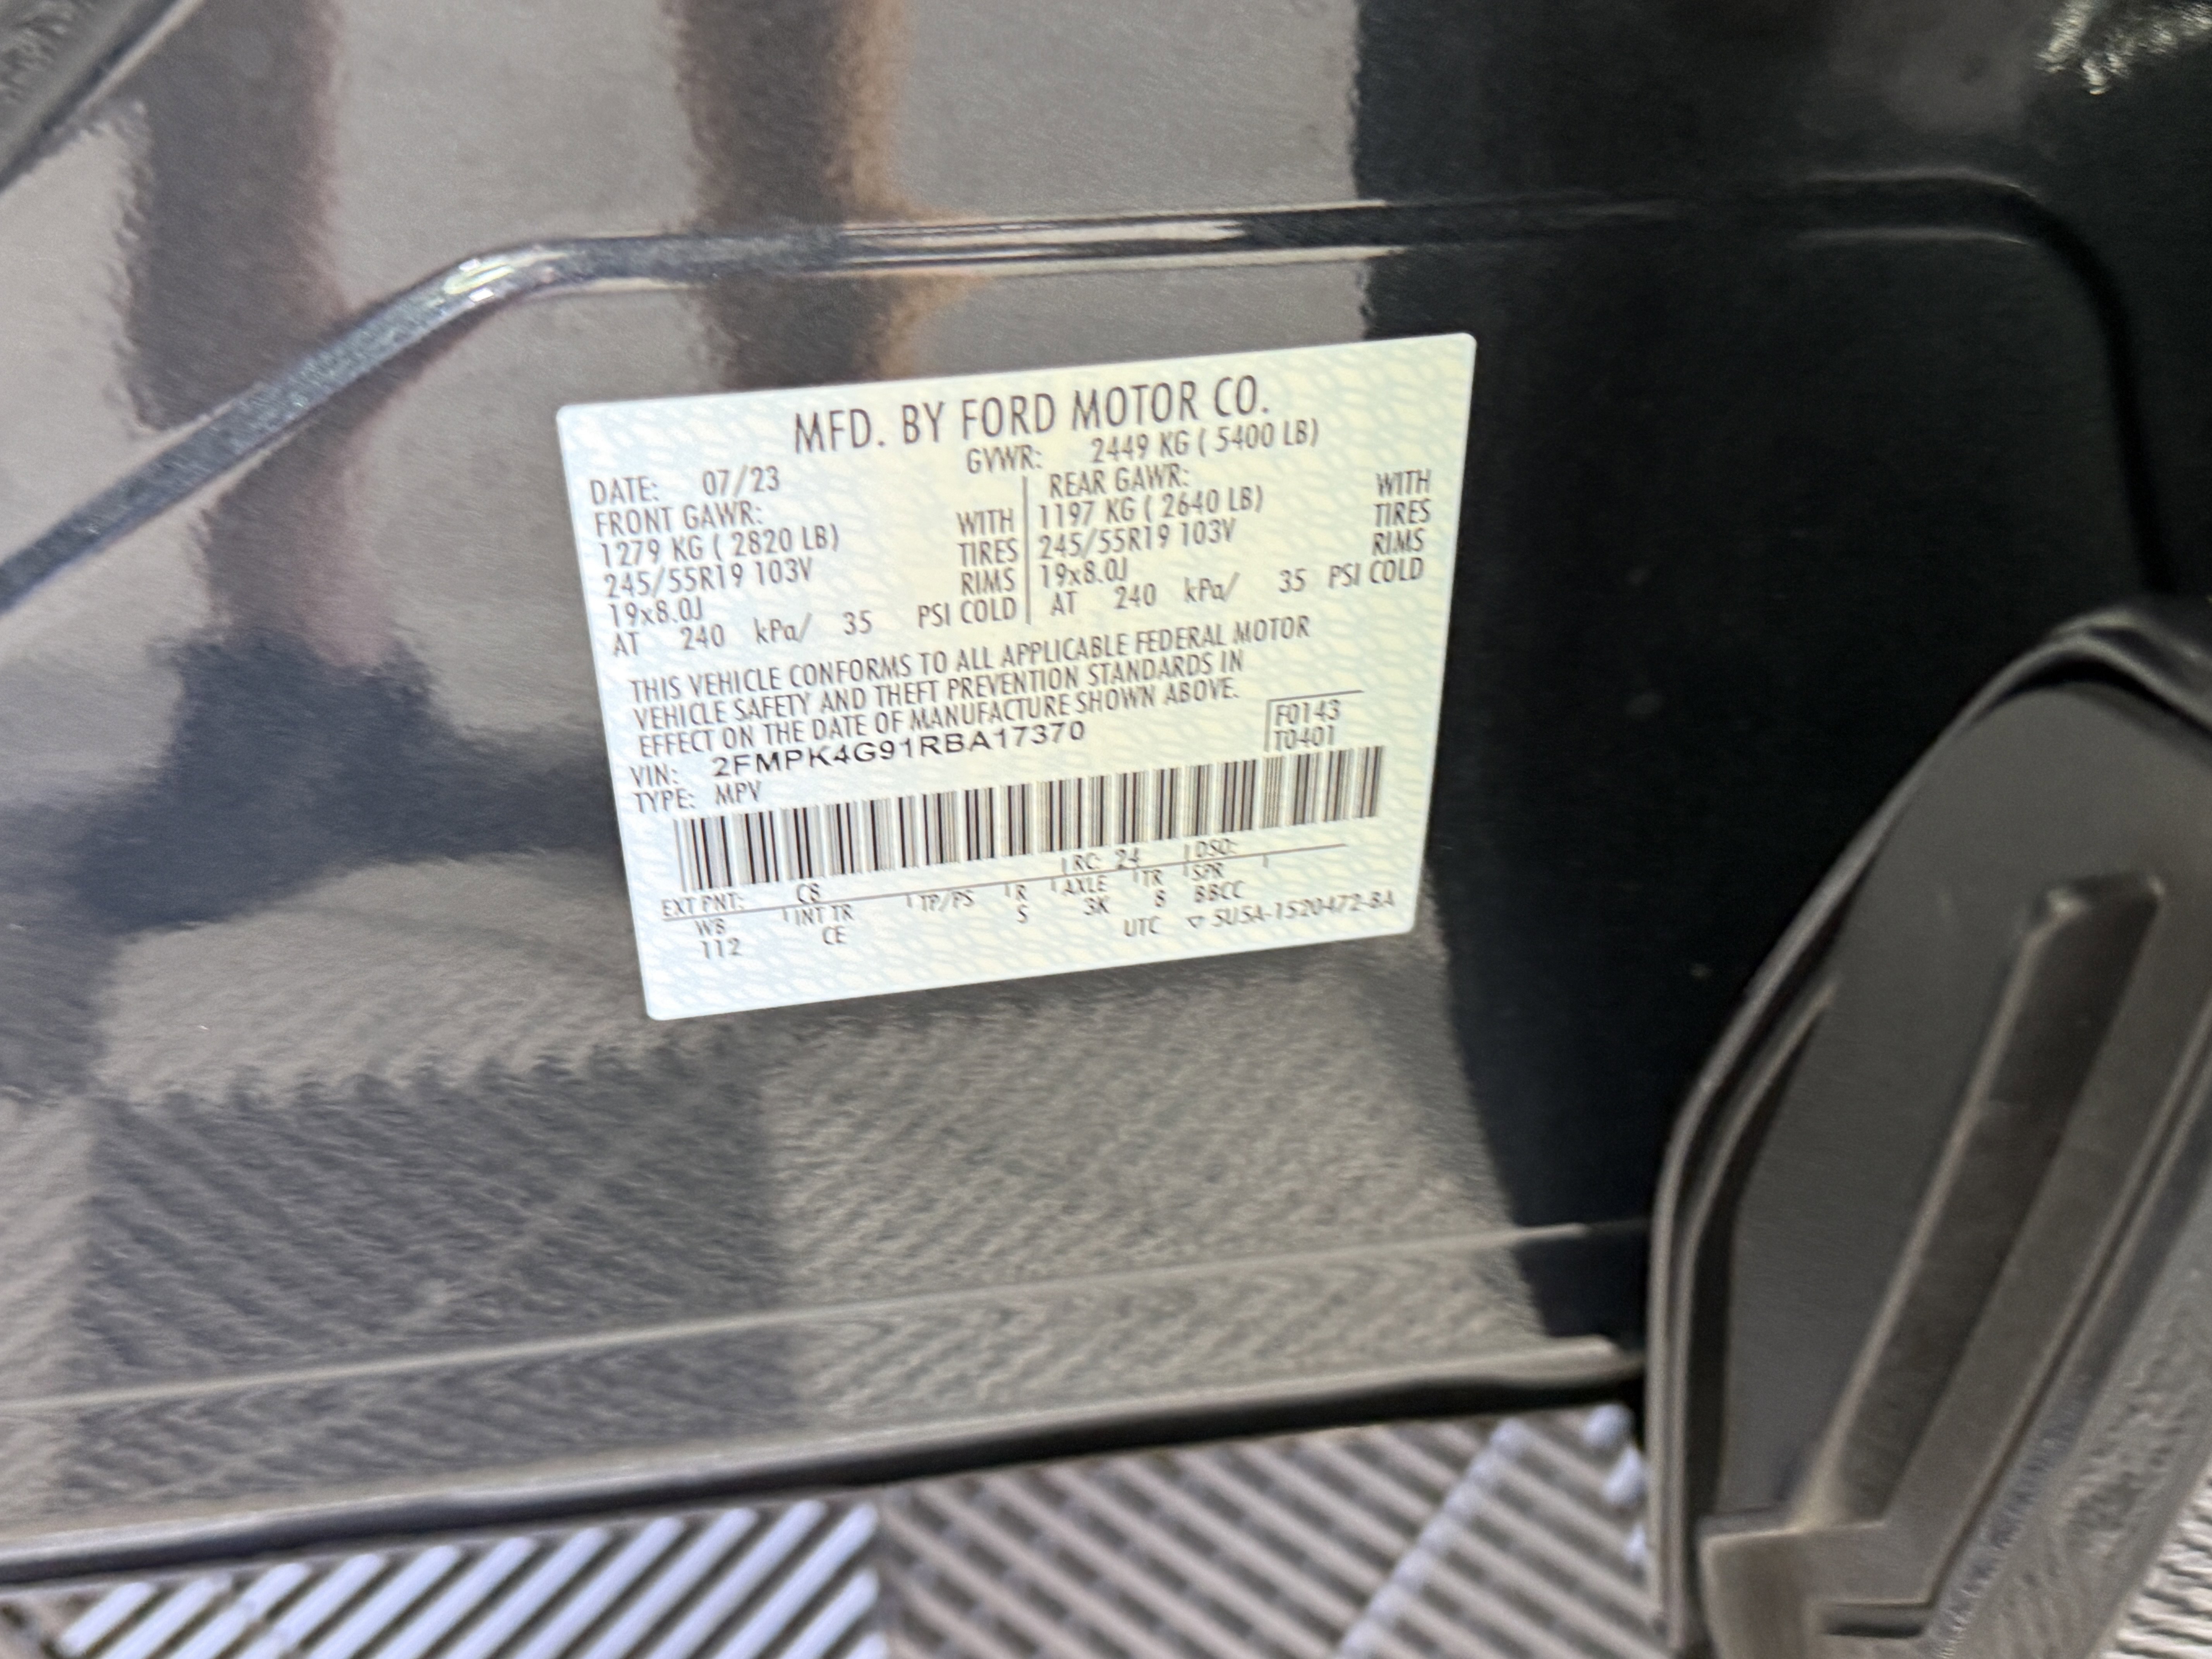 MFD. BY FORD MOTOR CO.
DATE: 07/23 GVWR: 2449 KG ( 5400 LB)
FRONT GAWR: WITH
1279 KG ( 2820 LB) TIRES
245/55R19 103V RIMS
19x8.0J
AT 240 kPa/ 35 PSI COLD
REAR GAWR: WITH
1197 KG ( 2640 LB) TIRES
245/55R19 103V RIMS
19x8.0J
AT 240 kPa/ 35 PSI COLD
THIS VEHICLE CONFORMS TO ALL APPLICABLE FEDERAL MOTOR
VEHICLE SAFETY AND THEFT PREVENTION STANDARDS IN
EFFECT ON THE DATE OF MANUFACTURE SHOWN ABOVE.
VIN: 2FMPK4G91RBA17370
TYPE: MPV
F0143
T0401
EXT PNT: C8 RC: 24 DSO:
WB INT TR TP/PS R AXLE TR SPR
112 CE S 3K 8 BBCC
UTC ▽ 5U5A-1520472-BA